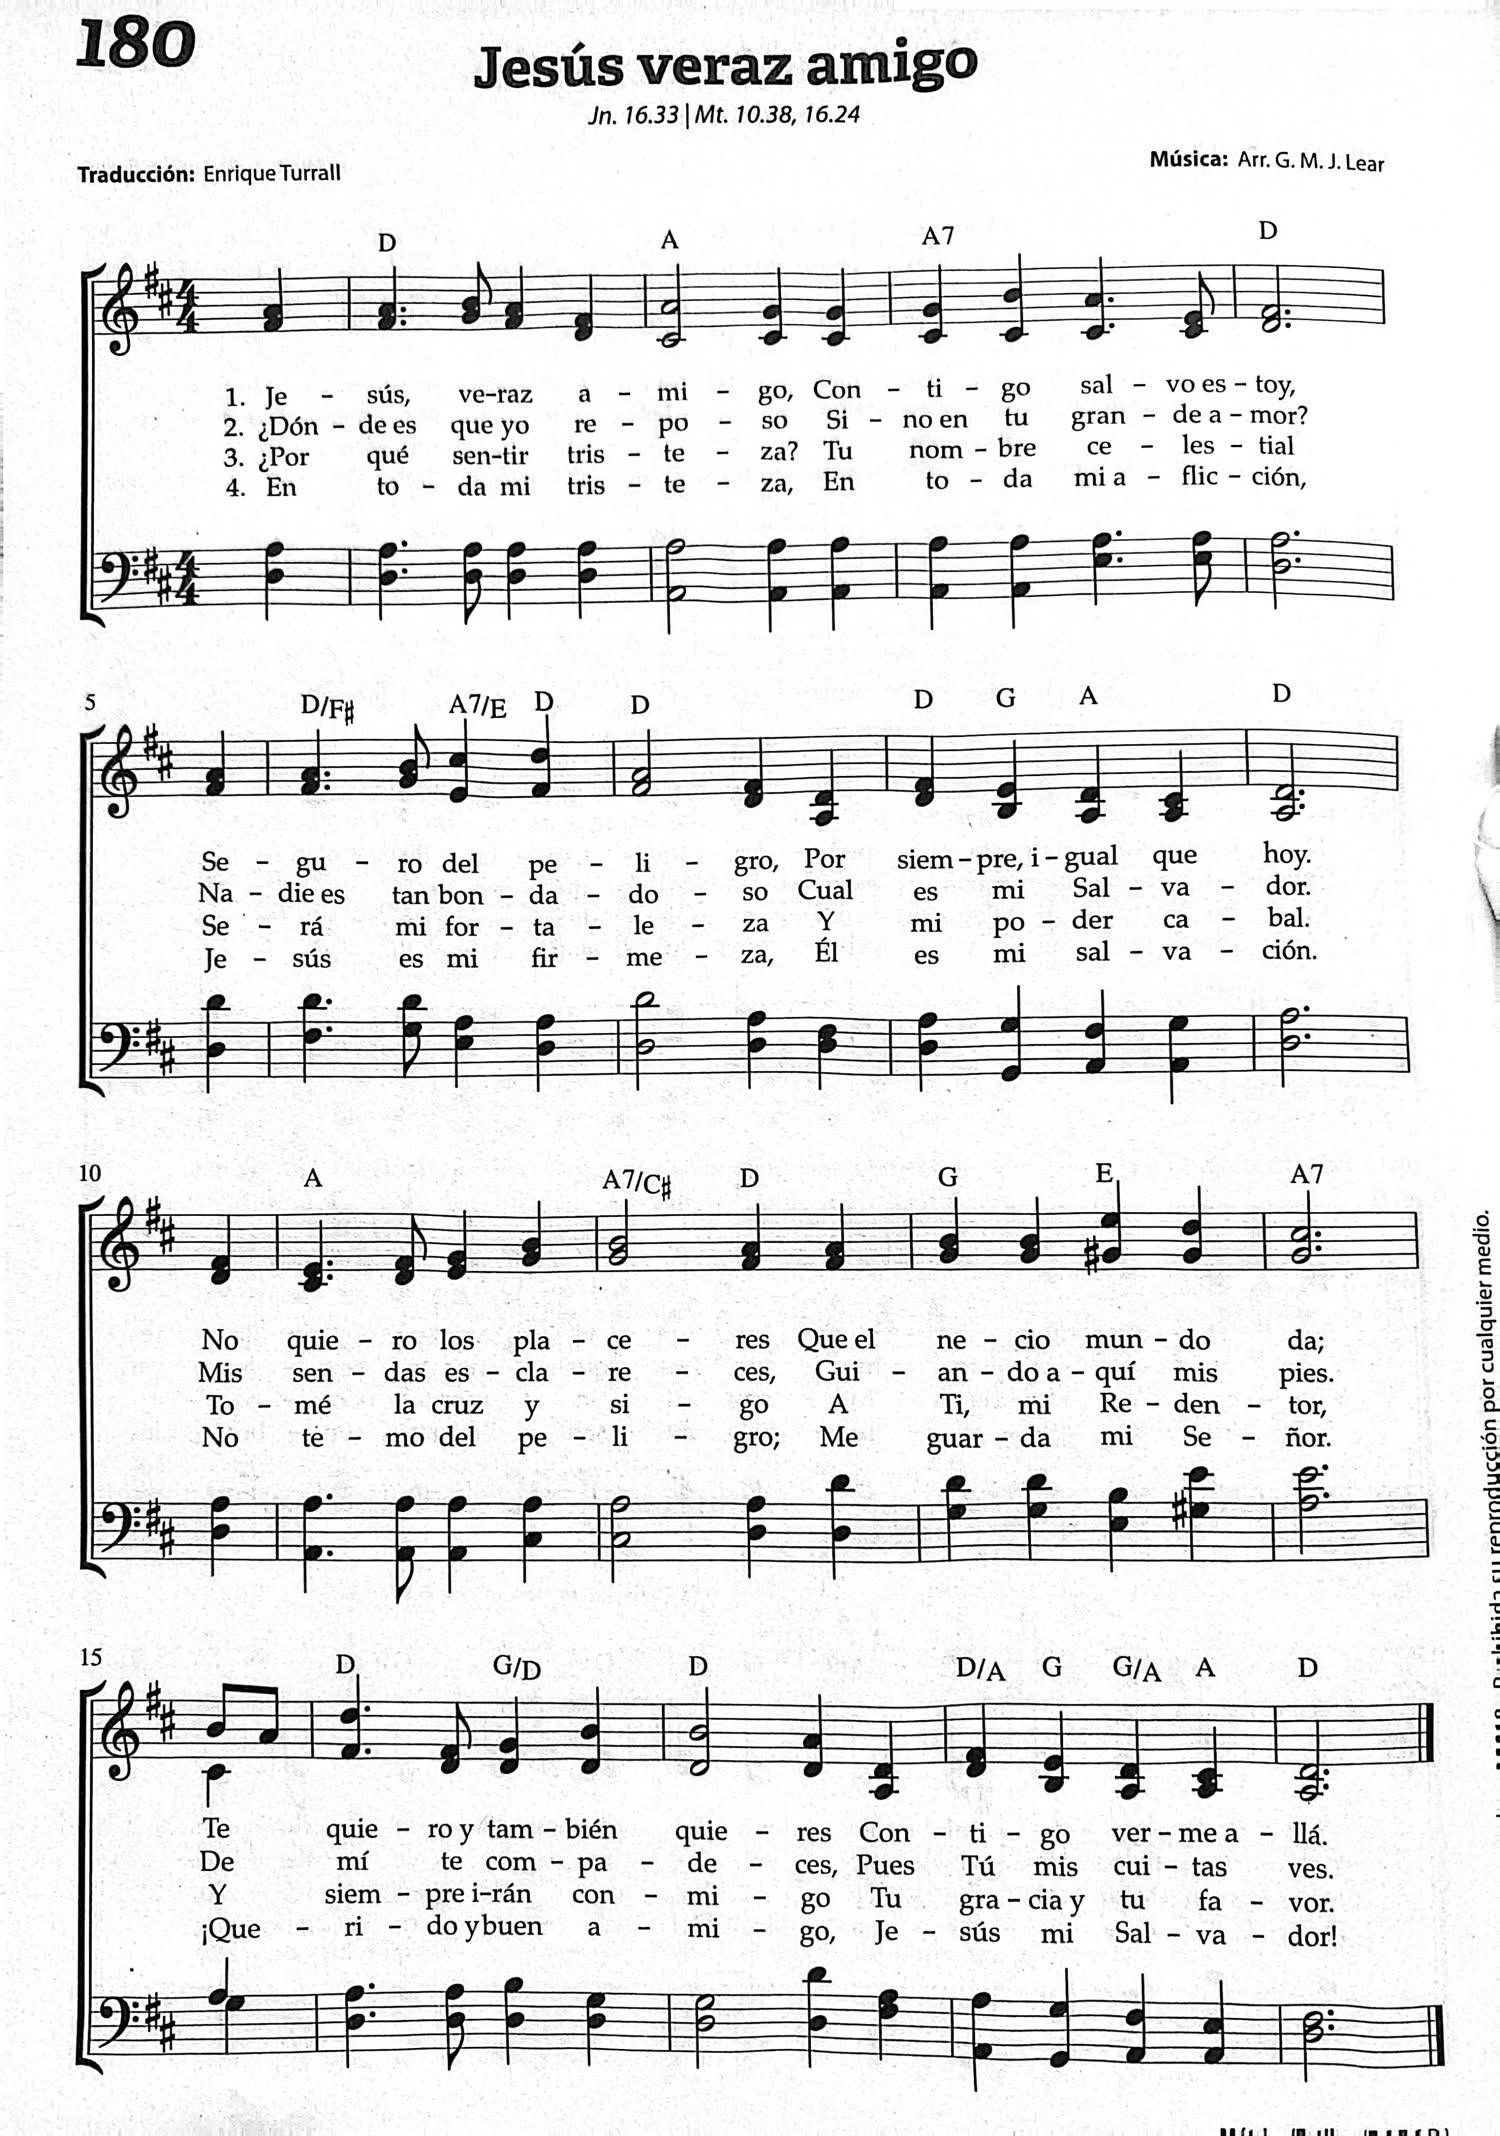 180
Jesús veraz amigo
Jn. 16.33 | Mt. 10.38, 16.24
Traducción: Enrique Turrall
Música: Arr. G. M. J. Lear
D A A7 D
1. Je - sús, ve-raz a - mi - go, Con - ti - go sal - vo es - toy,
2. ¿Dón - de es que yo re - po - so Si - no en tu gran - de a - mor?
3. ¿Por qué sen-tir tris - te - za? Tu nom - bre ce - les - tial
4. En to - da mi tris - te - za, En to - da mi a - flic - ción,
5 D/F♯ A7/E D D D G A D
Se - gu - ro del pe - li - gro, Por siem - pre, i - gual que hoy.
Na - die es tan bon - da - do - so Cual es mi Sal - va - dor.
Se - rá mi for - ta - le - za Y mi po - der ca - bal.
Je - sús es mi fir - me - za, Él es mi sal - va - ción.
10 A A7/C♯ D G E A7
No quie - ro los pla - ce - res Que el ne - cio mun - do da;
Mis sen - das es - cla - re - ces, Gui - an - do a - quí mis pies.
To - mé la cruz y si - go A Ti, mi Re - den - tor,
No te - mo del pe - li - gro; Me guar - da mi Se - ñor.
15 D G/D D D/A G G/A A D
Te quie - ro y tam - bién quie - res Con - ti - go ver - me a - llá.
De mí te com - pa - de - ces, Pues Tú mis cui - tas ves.
Y siem - pre i-rán con - mi - go Tu gra - cia y tu fa - vor.
¡Que - ri - do y buen a - mi - go, Je - sús mi Sal - va - dor!
su reproducción por cualquier medio.